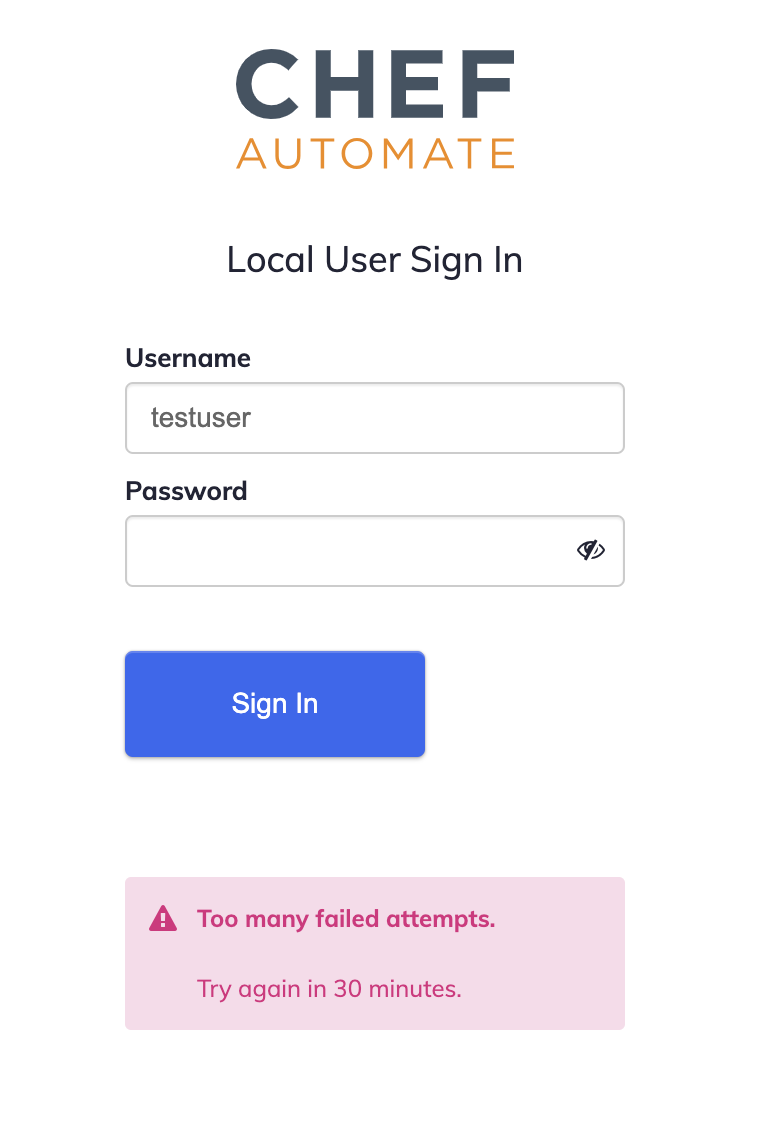 CHEF
AUTOMATE
Local User Sign In
Username
testuser
Password
Sign In
Too many failed attempts.
Try again in 30 minutes.